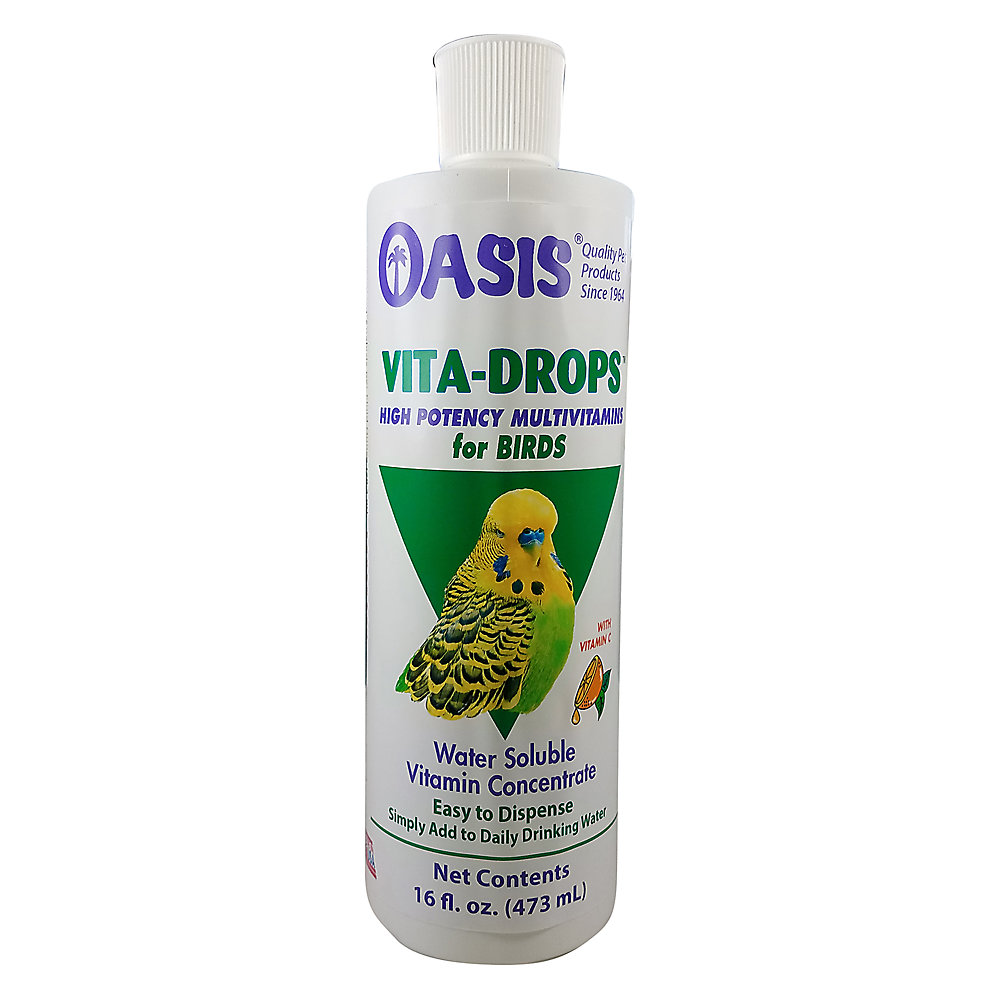 OASIS®
Quality Pet
Products
Since 1964
VITA-DROPS™
HIGH POTENCY MULTIVITAMINS
for BIRDS
WITH
VITAMIN C
Water Soluble
Vitamin Concentrate
Easy to Dispense
Simply Add to Daily Drinking Water
Net Contents
16 fl. oz. (473 mL)